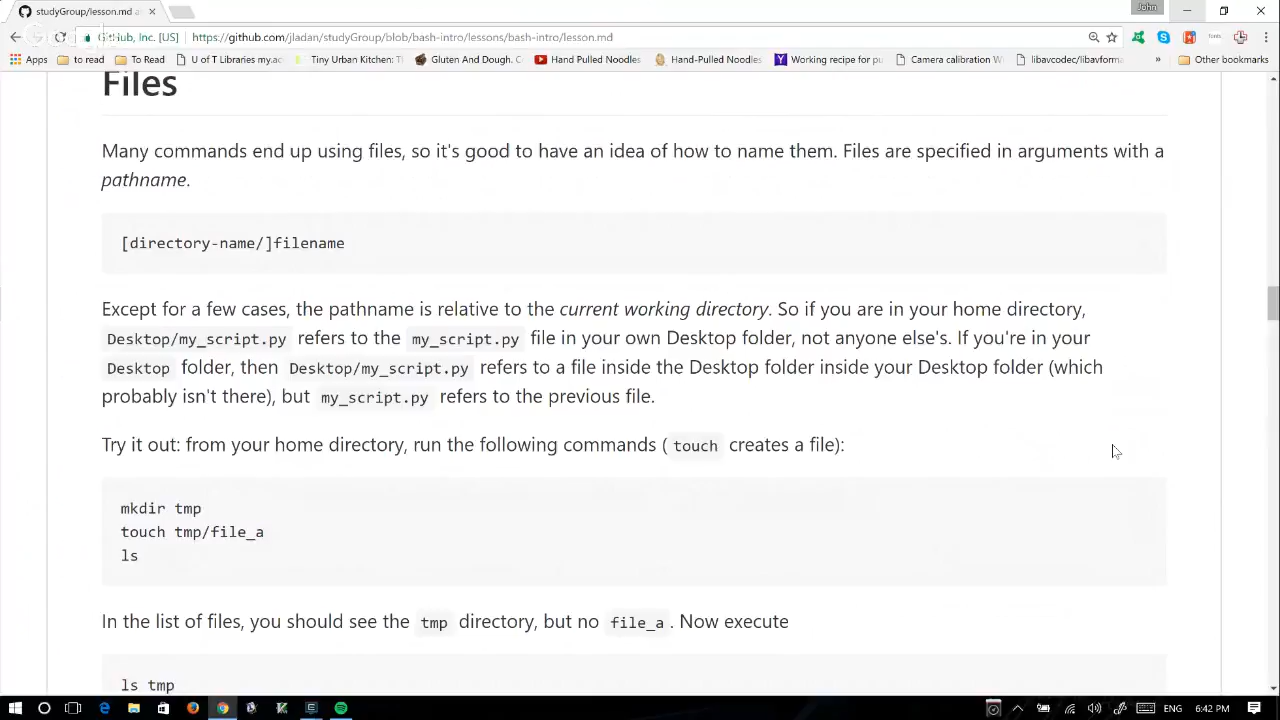 studyGroup/lesson.md a
John
GitHub, Inc. [US] https://github.com/jladan/studyGroup/blob/bash-intro/lessons/bash-intro/lesson.md
Apps read To Read U of T Libraries my.ac Tiny Urban Kitchen: Ti Gluten And Dough. C Hand Pulled Noodles Hand-Pulled Noodles Working recipe for pu Camera calibration W libavcodec/libavforma » Other bookmarks
Files
Many commands end up using files, so it's good to have an idea of how to name them. Files are specified in arguments with a
pathname.
[directory-name/]filename
Except for a few cases, the pathname is relative to the current working directory. So if you are in your home directory,
Desktop/my_script.py refers to the my_script.py file in your own Desktop folder, not anyone else's. If you're in your
Desktop folder, then Desktop/my_script.py refers to a file inside the Desktop folder inside your Desktop folder (which
probably isn't there), but my_script.py refers to the previous file.
Try it out: from your home directory, run the following commands ( touch creates a file):
mkdir tmp
touch tmp/file_a
ls
In the list of files, you should see the tmp directory, but no file_a. Now execute
ls tmp
ENG 6:42 PM